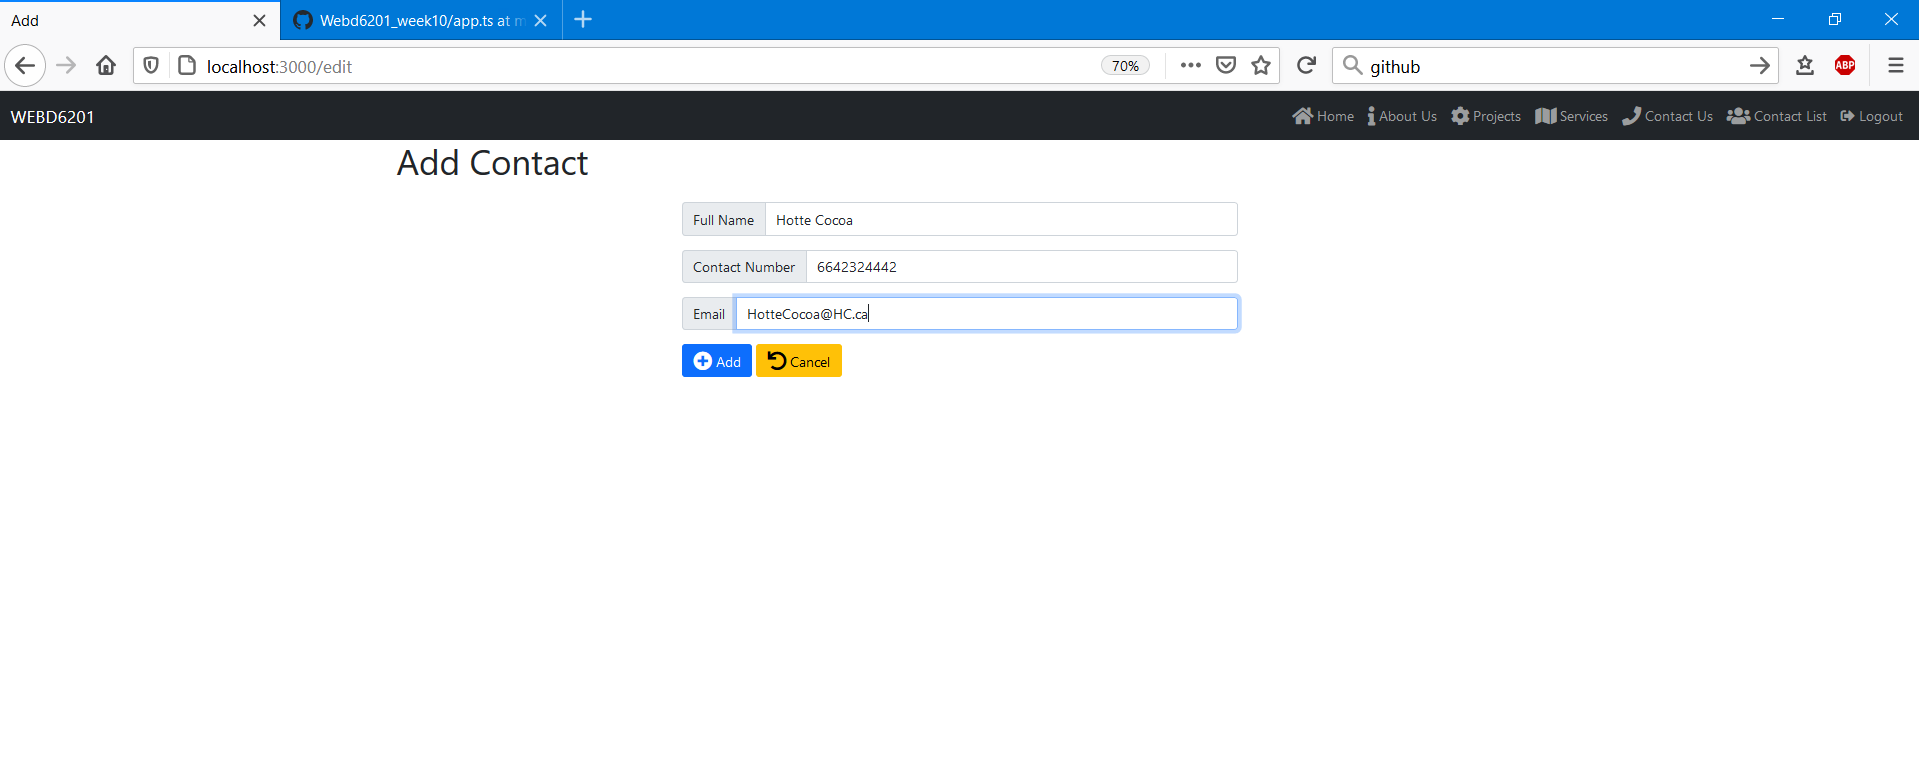 Add
Webd6201_week10/app.ts at m
localhost:3000/edit
70%
github
ABP
WEBD6201
Home
About Us
Projects
Services
Contact Us
Contact List
Logout
Add Contact
Full Name Hotte Cocoa
Contact Number 6642324442
Email HotteCocoa@HC.ca
Add Cancel